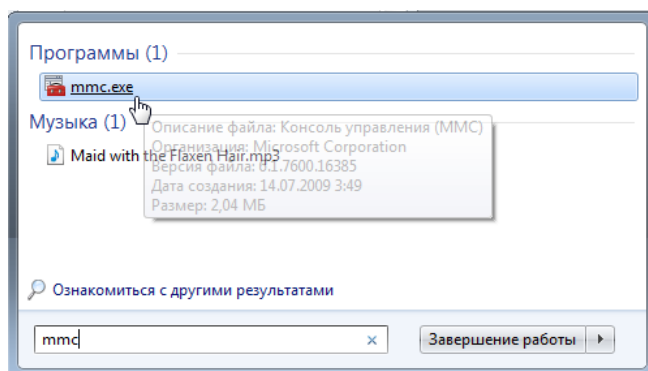 Программы (1)
mmc.exe
Музыка (1)
Описание файла: Консоль управления (MMC)
Организация: Microsoft Corporation
Maid with the Flaxen Hair.mp3
Версия файла: 6.1.7600.16385
Дата создания: 14.07.2009 3:49
Размер: 2,04 МБ
Ознакомиться с другими результатами
mmc
Завершение работы